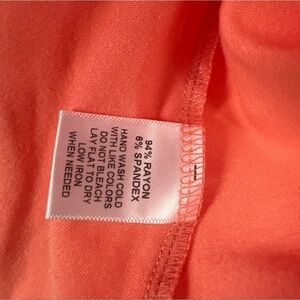 94% RAYON
6% SPANDEX
HAND WASH COLD
WITH LIKE COLORS
DO NOT BLEACH
LAY FLAT TO DRY
LOW IRON
WHEN NEEDED